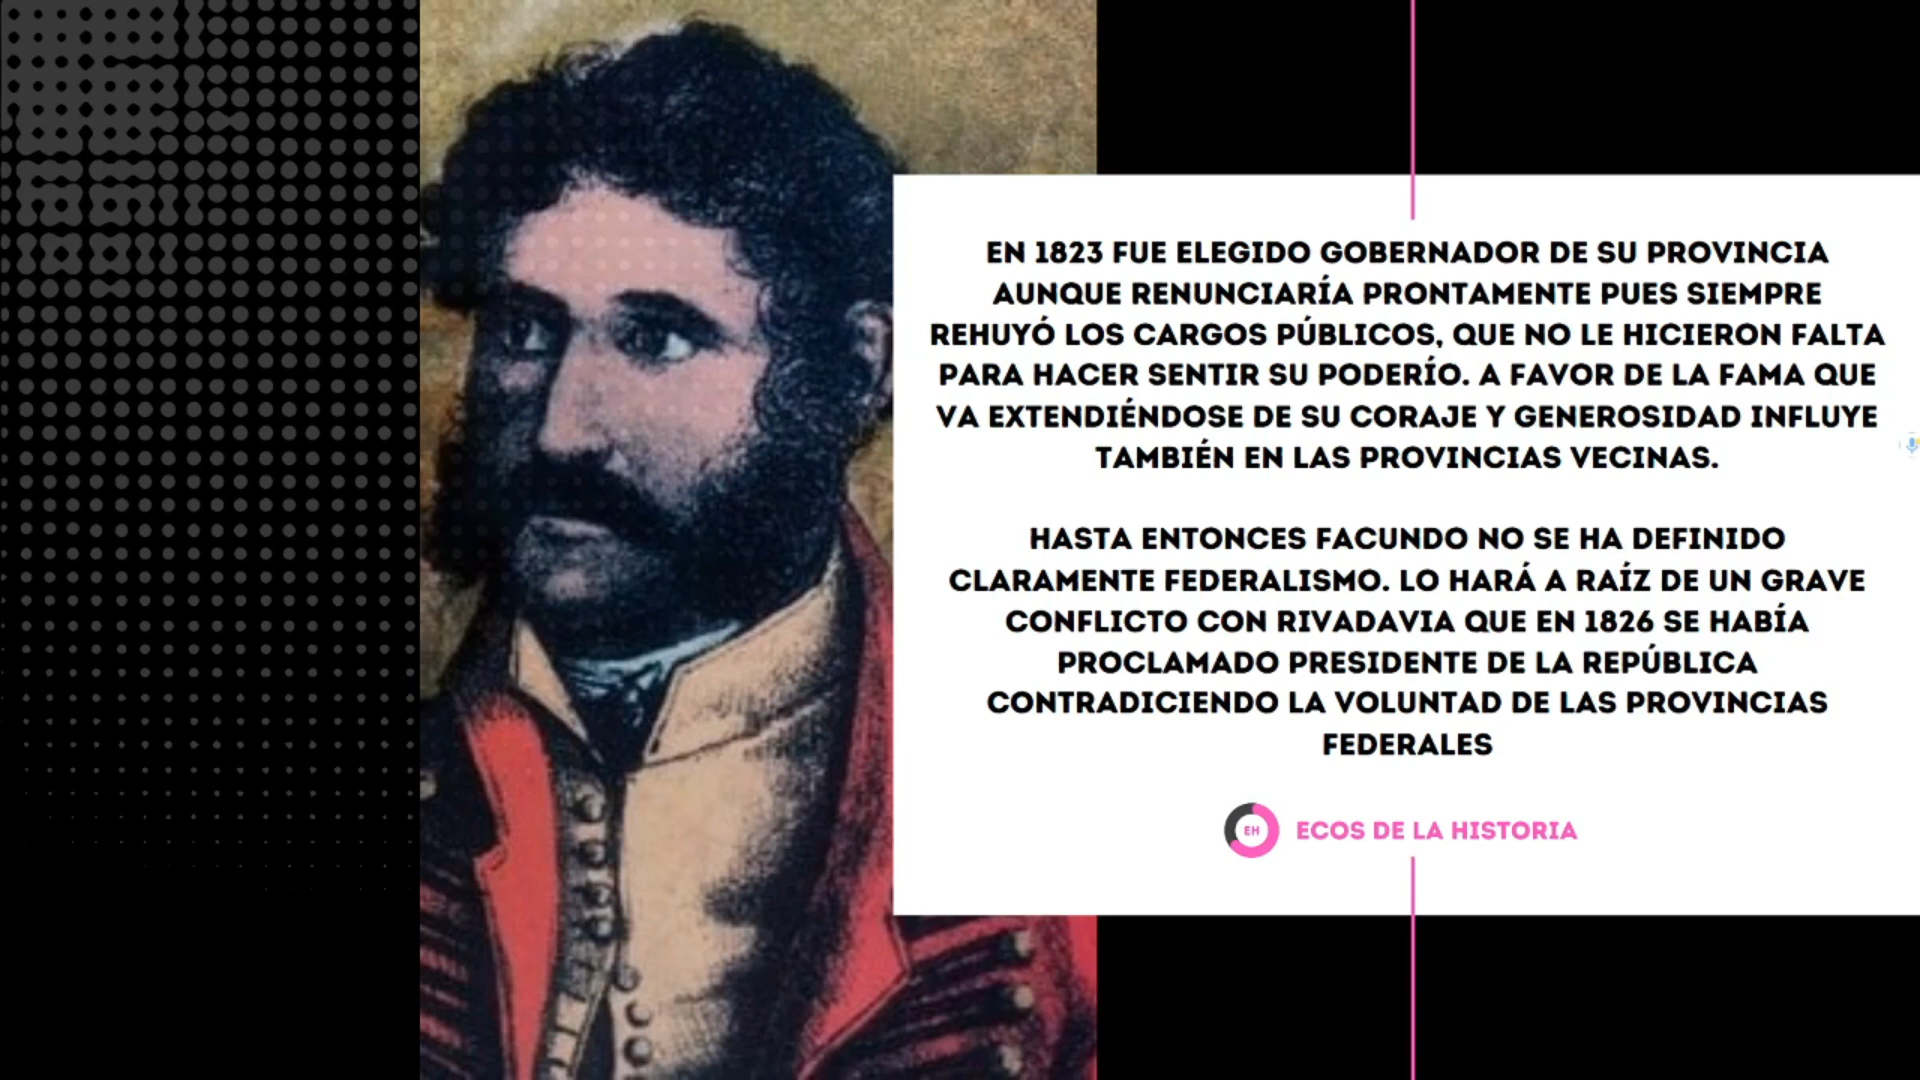 EN 1823 FUE ELEGIDO GOBERNADOR DE SU PROVINCIA
AUNQUE RENUNCIARÍA PRONTAMENTE PUES SIEMPRE
REHUYÓ LOS CARGOS PÚBLICOS, QUE NO LE HICIERON FALTA
PARA HACER SENTIR SU PODERÍO. A FAVOR DE LA FAMA QUE
VA EXTENDIÉNDOSE DE SU CORAJE Y GENEROSIDAD INFLUYE
TAMBIÉN EN LAS PROVINCIAS VECINAS.
HASTA ENTONCES FACUNDO NO SE HA DEFINIDO
CLARAMENTE FEDERALISMO. LO HARÁ A RAÍZ DE UN GRAVE
CONFLICTO CON RIVADAVIA QUE EN 1826 SE HABÍA
PROCLAMADO PRESIDENTE DE LA REPÚBLICA
CONTRADICIENDO LA VOLUNTAD DE LAS PROVINCIAS
FEDERALES
EH ECOS DE LA HISTORIA